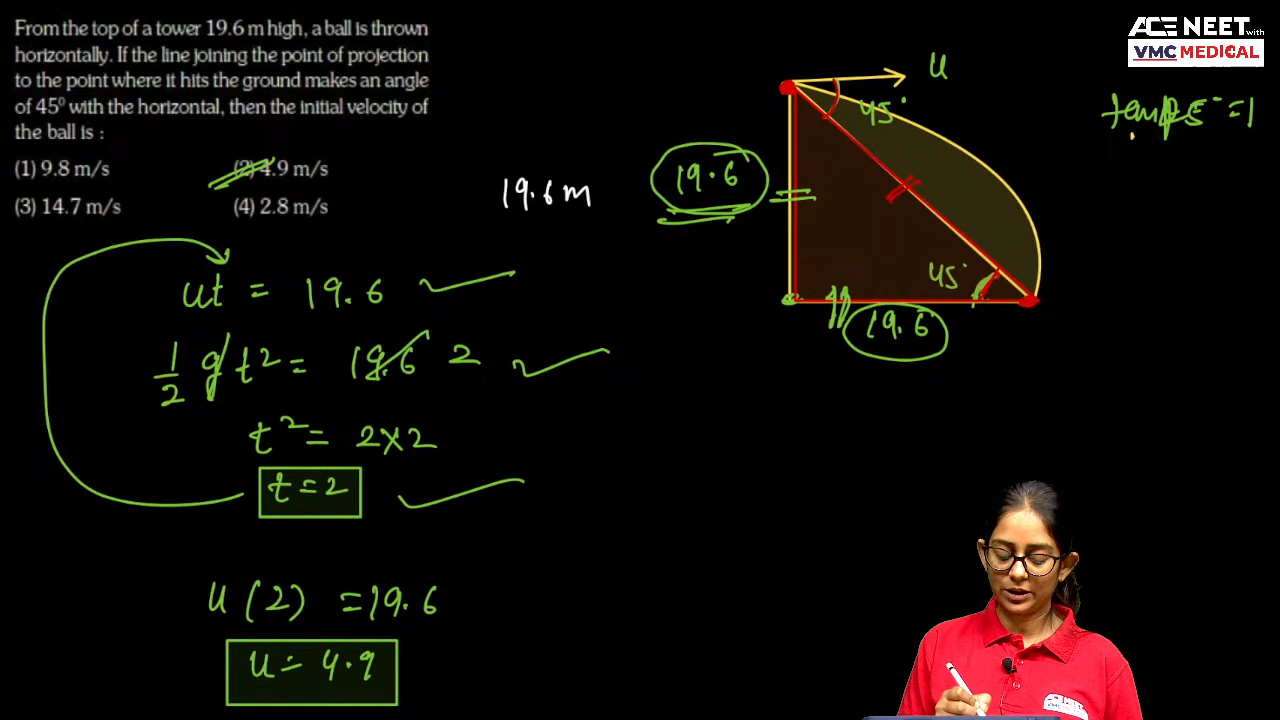 From the top of a tower 19.6 m high, a ball is thrown
horizontally. If the line joining the point of projection
to the point where it hits the ground makes an angle
of 45⁰ with the horizontal, then the initial velocity of
the ball is :
(1) 9.8 m/s (2) 4.9 m/s
(3) 14.7 m/s (4) 2.8 m/s
19.6 m
ut = 19.6
1/2 g t² = 19.6 2
t² = 2×2
t = 2
u (2) = 19.6
u = 4.9
u
45°
19.6
45°
19.6
tan45° = 1
ACE NEET with
VMC MEDICAL